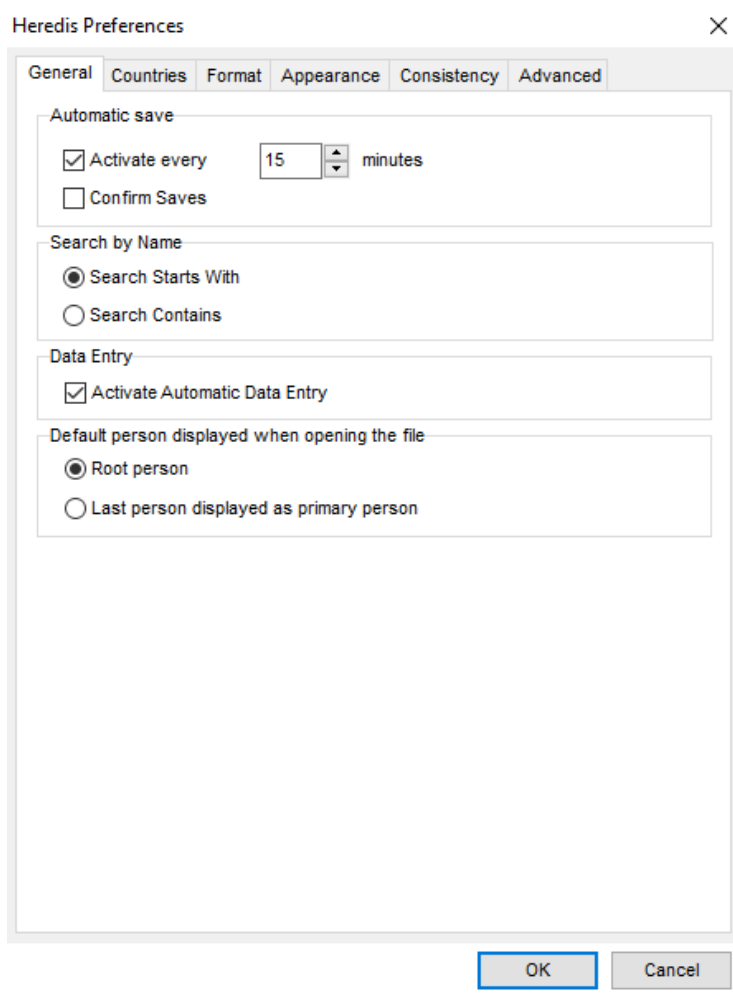 Heredis Preferences
General Countries Format Appearance Consistency Advanced
Automatic save
Activate every 15 minutes
Confirm Saves
Search by Name
Search Starts With
Search Contains
Data Entry
Activate Automatic Data Entry
Default person displayed when opening the file
Root person
Last person displayed as primary person
OK Cancel